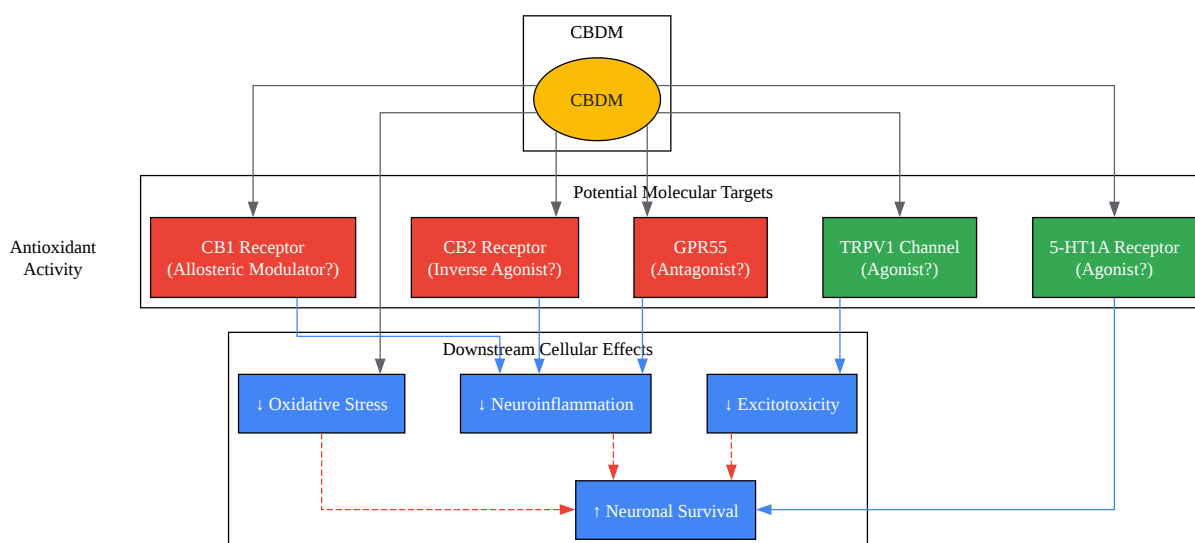 CBDM
CBDM
Potential Molecular Targets
Antioxidant
Activity
CB1 Receptor
(Allosteric Modulator?)
CB2 Receptor
(Inverse Agonist?)
GPR55
(Antagonist?)
TRPV1 Channel
(Agonist?)
5-HT1A Receptor
(Agonist?)
Downstream Cellular Effects
↓ Oxidative Stress
↓ Neuroinflammation
↓ Excitotoxicity
↑ Neuronal Survival